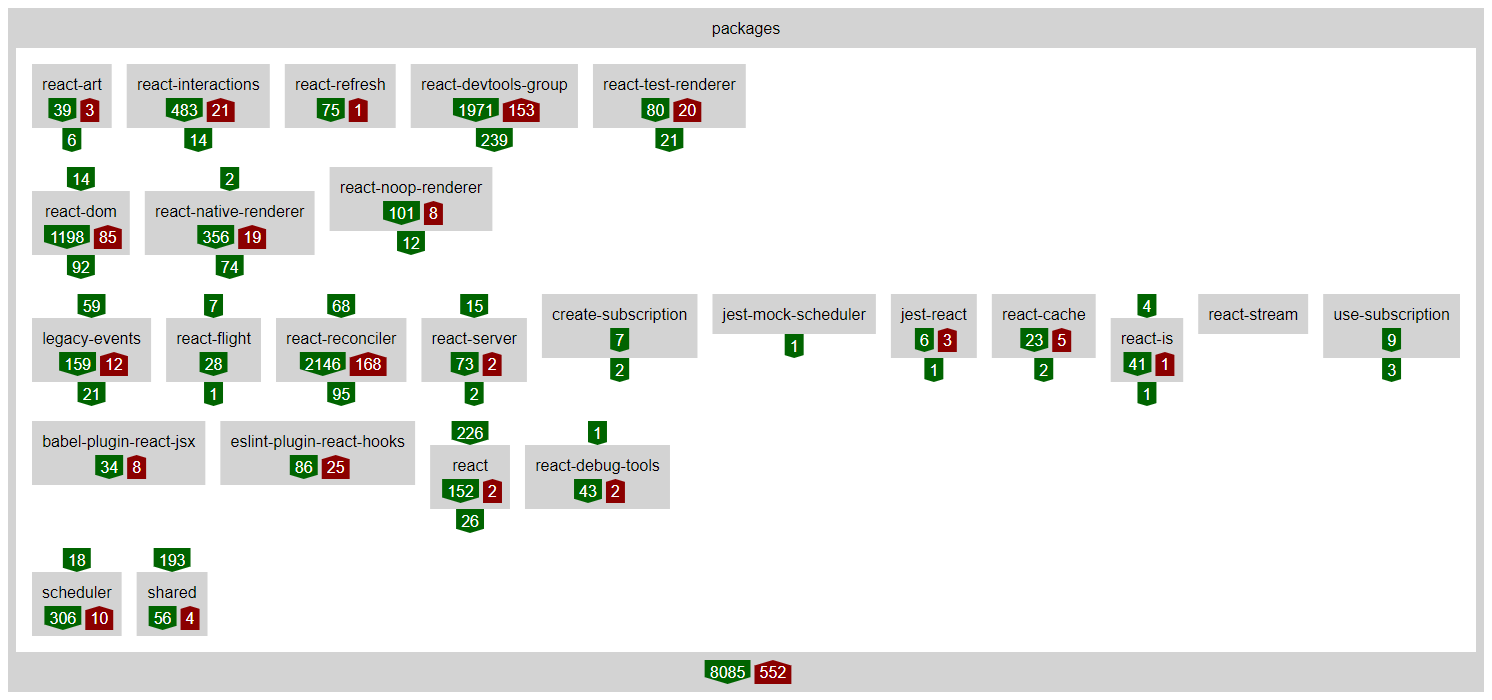 packages
react-art react-interactions react-refresh react-devtools-group react-test-renderer
39 3 483 21 75 1 1971 153 80 20
6 14 239 21
14 2
react-noop-renderer
react-dom react-native-renderer
101 8
1198 85 356 19
12
92 74
59 7 68 15 4
create-subscription jest-mock-scheduler jest-react react-cache react-stream use-subscription
legacy-events react-flight react-reconciler react-server react-is
7 1 6 3 23 5 9
159 12 28 2146 168 73 2 41 1
2 1 2 3
21 1 95 2 1
226 1
babel-plugin-react-jsx eslint-plugin-react-hooks
react react-debug-tools
34 8 86 25
152 2 43 2
26
18 193
scheduler shared
306 10 56 4
8085 552